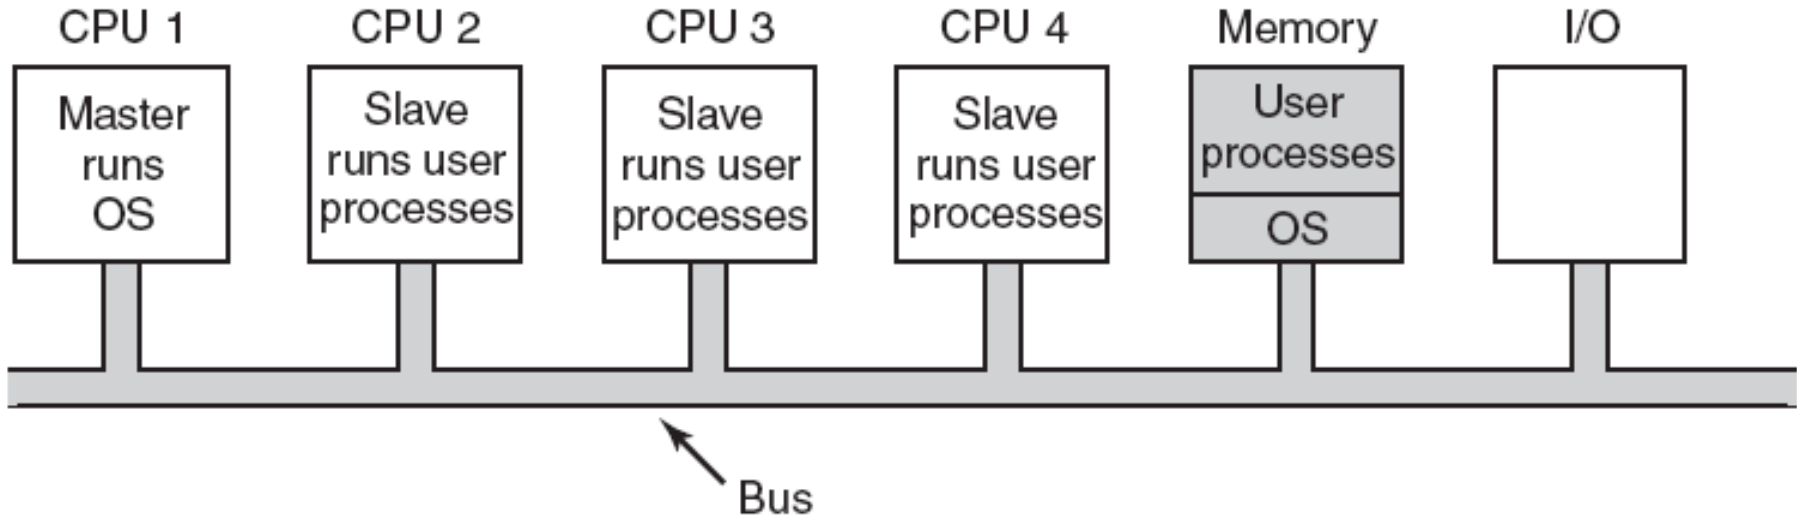 CPU 1
CPU 2
CPU 3
CPU 4
Memory
I/O
Master
runs
OS
Slave
runs user
processes
Slave
runs user
processes
Slave
runs user
processes
User
processes
OS
Bus